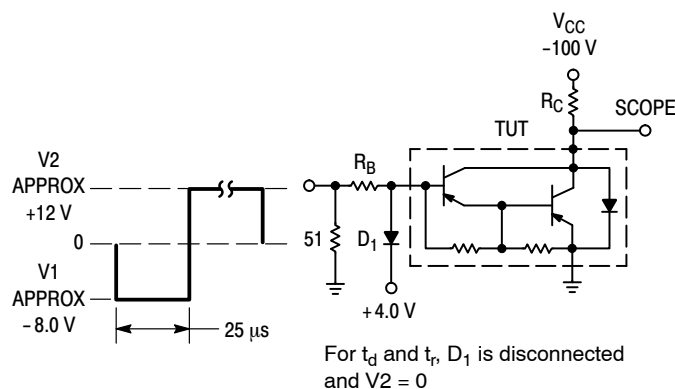 V_CC
-100 V
R_C
SCOPE
TUT
V2
APPROX
+12 V
R_B
0
51
D_1
V1
APPROX
-8.0 V
+4.0 V
25 μs
For t_d and t_r, D_1 is disconnected
and V2 = 0